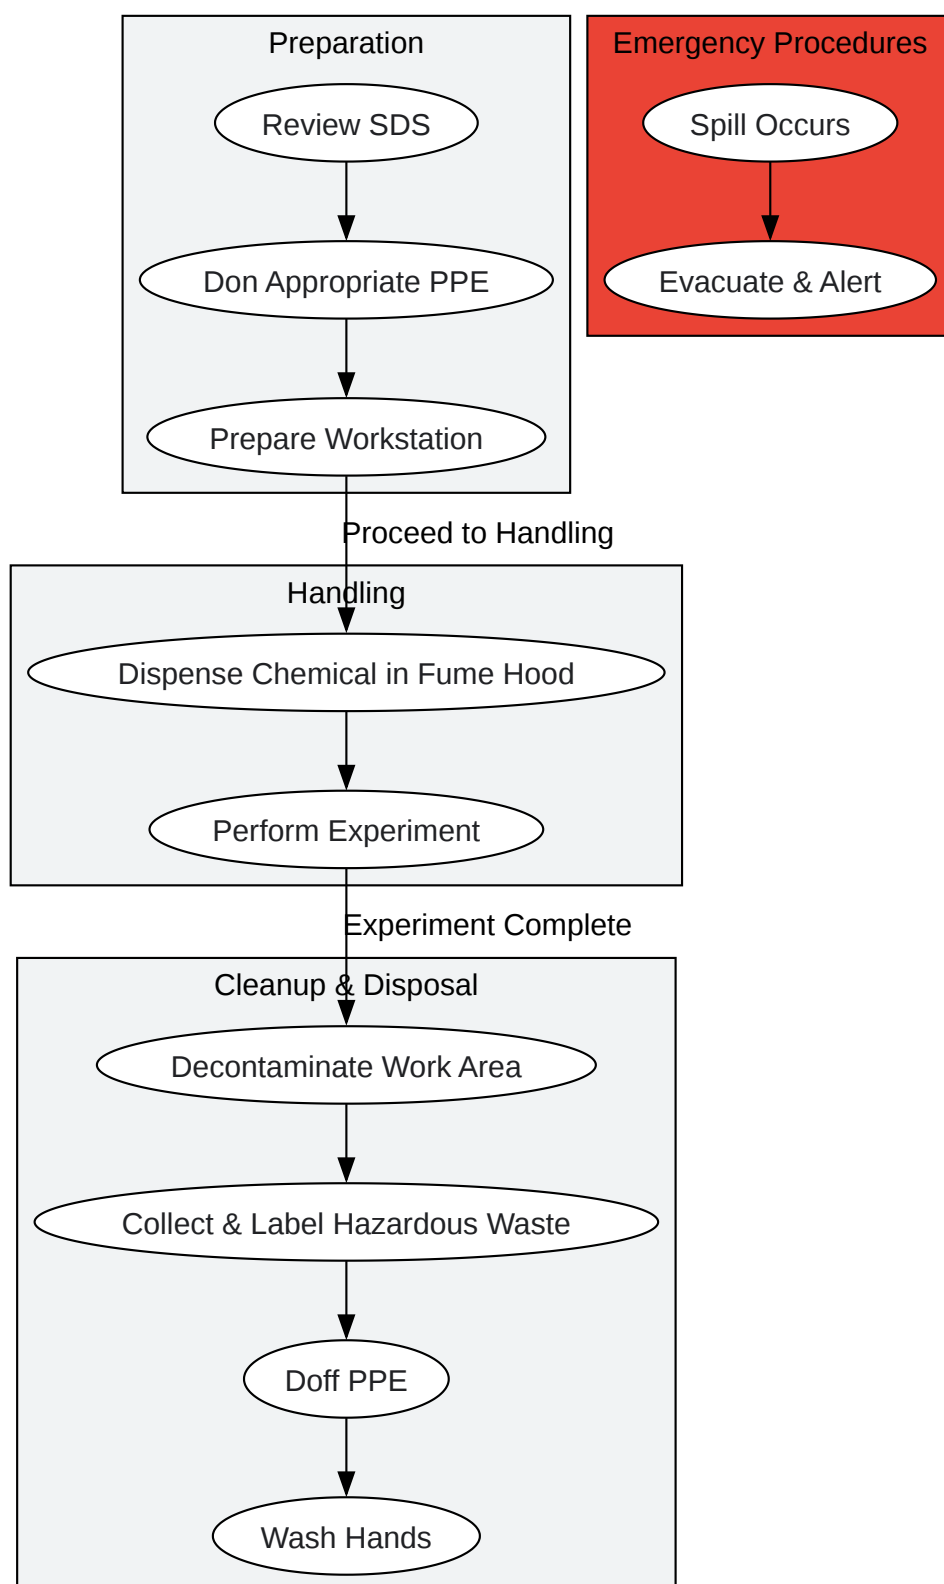 Preparation
Review SDS
Don Appropriate PPE
Prepare Workstation
Emergency Procedures
Spill Occurs
Evacuate & Alert
Proceed to Handling
Handling
Dispense Chemical in Fume Hood
Perform Experiment
Experiment Complete
Cleanup & Disposal
Decontaminate Work Area
Collect & Label Hazardous Waste
Doff PPE
Wash Hands